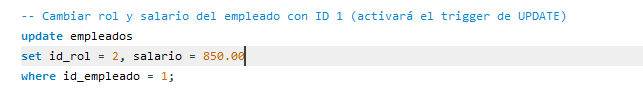 -- Cambiar rol y salario del empleado con ID 1 (activará el trigger de UPDATE)
update empleados
set id_rol = 2, salario = 850.00
where id_empleado = 1;